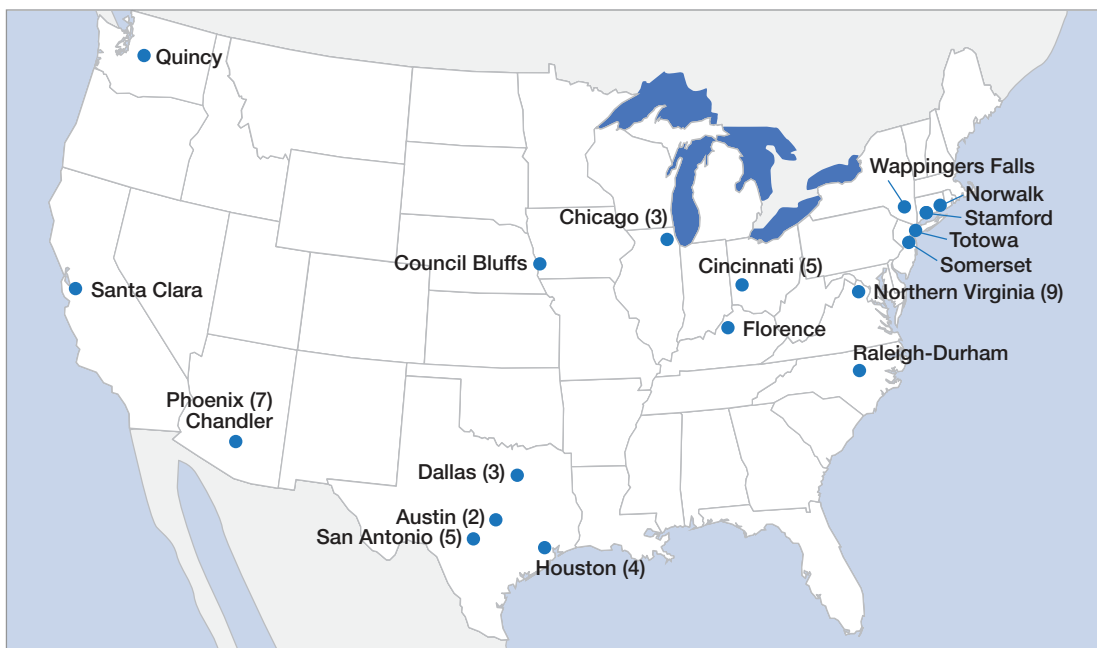 Quincy
Wappingers Falls
Norwalk
Chicago (3)
Stamford
Totowa
Council Bluffs
Cincinnati (5)
Somerset
Santa Clara
Northern Virginia (9)
Florence
Raleigh-Durham
Phoenix (7)
Chandler
Dallas (3)
Austin (2)
San Antonio (5)
Houston (4)